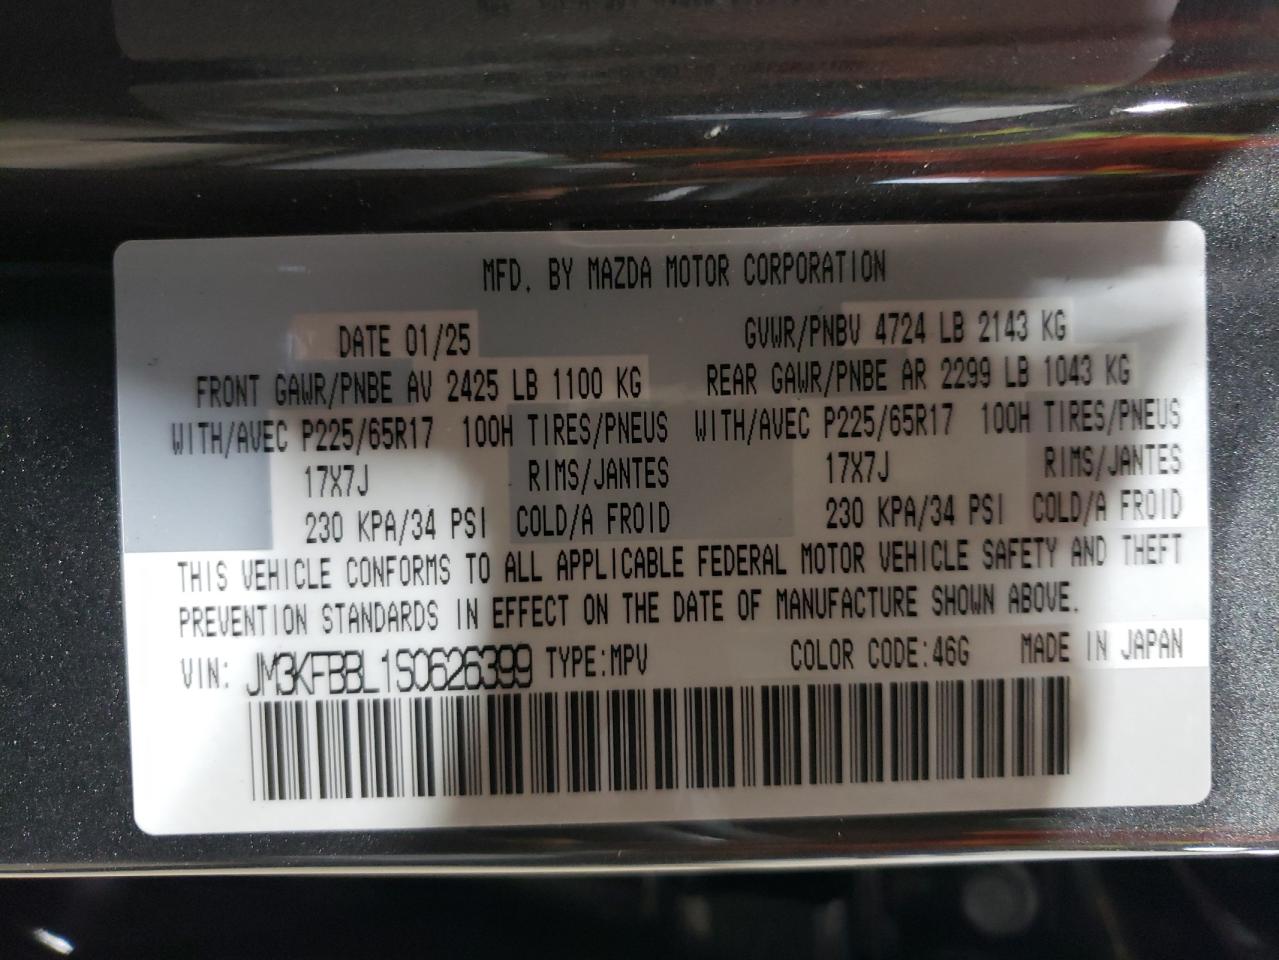 MFD. BY MAZDA MOTOR CORPORATION
DATE 01/25 GVWR/PNBV 4724 LB 2143 KG
FRONT GAWR/PNBE AV 2425 LB 1100 KG REAR GAWR/PNBE AR 2299 LB 1043 KG
WITH/AVEC P225/65R17 100H TIRES/PNEUS WITH/AVEC P225/65R17 100H TIRES/PNEUS
17X7J RIMS/JANTES 17X7J RIMS/JANTES
230 KPA/34 PSI COLD/A FROID 230 KPA/34 PSI COLD/A FROID
THIS VEHICLE CONFORMS TO ALL APPLICABLE FEDERAL MOTOR VEHICLE SAFETY AND THEFT
PREVENTION STANDARDS IN EFFECT ON THE DATE OF MANUFACTURE SHOWN ABOVE.
VIN: JM3KFBBL1S0626399 TYPE:MPV COLOR CODE:46G MADE IN JAPAN